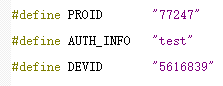 #define PROID "77247"
#define AUTH_INFO "test"
#define DEVID "5616839"